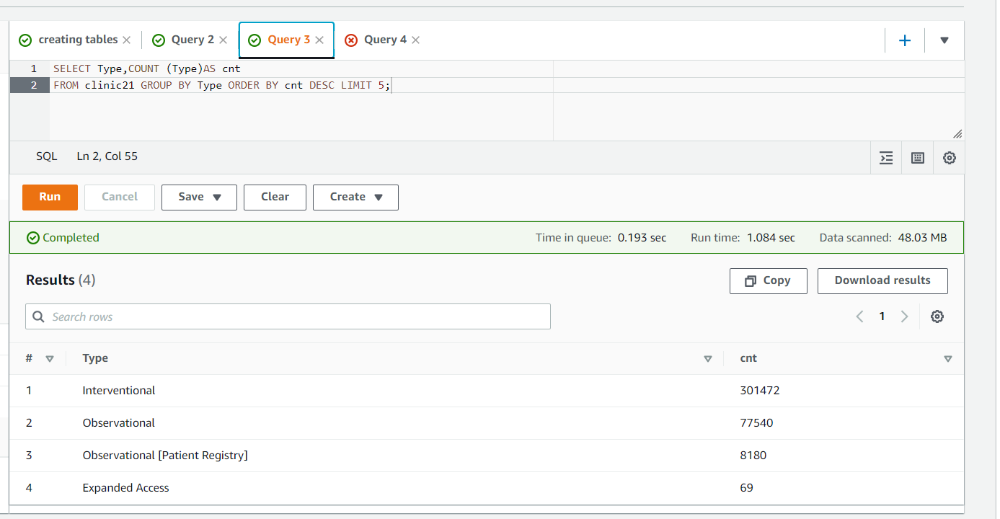 creating tables Query 2 Query 3 Query 4
1 SELECT Type,COUNT (Type)AS cnt
2 FROM clinic21 GROUP BY Type ORDER BY cnt DESC LIMIT 5;
SQL Ln 2, Col 55
Run Cancel Save Clear Create
Completed Time in queue: 0.193 sec Run time: 1.084 sec Data scanned: 48.03 MB
Results (4) Copy Download results
Search rows 1
# Type cnt
1 Interventional 301472
2 Observational 77540
3 Observational [Patient Registry] 8180
4 Expanded Access 69